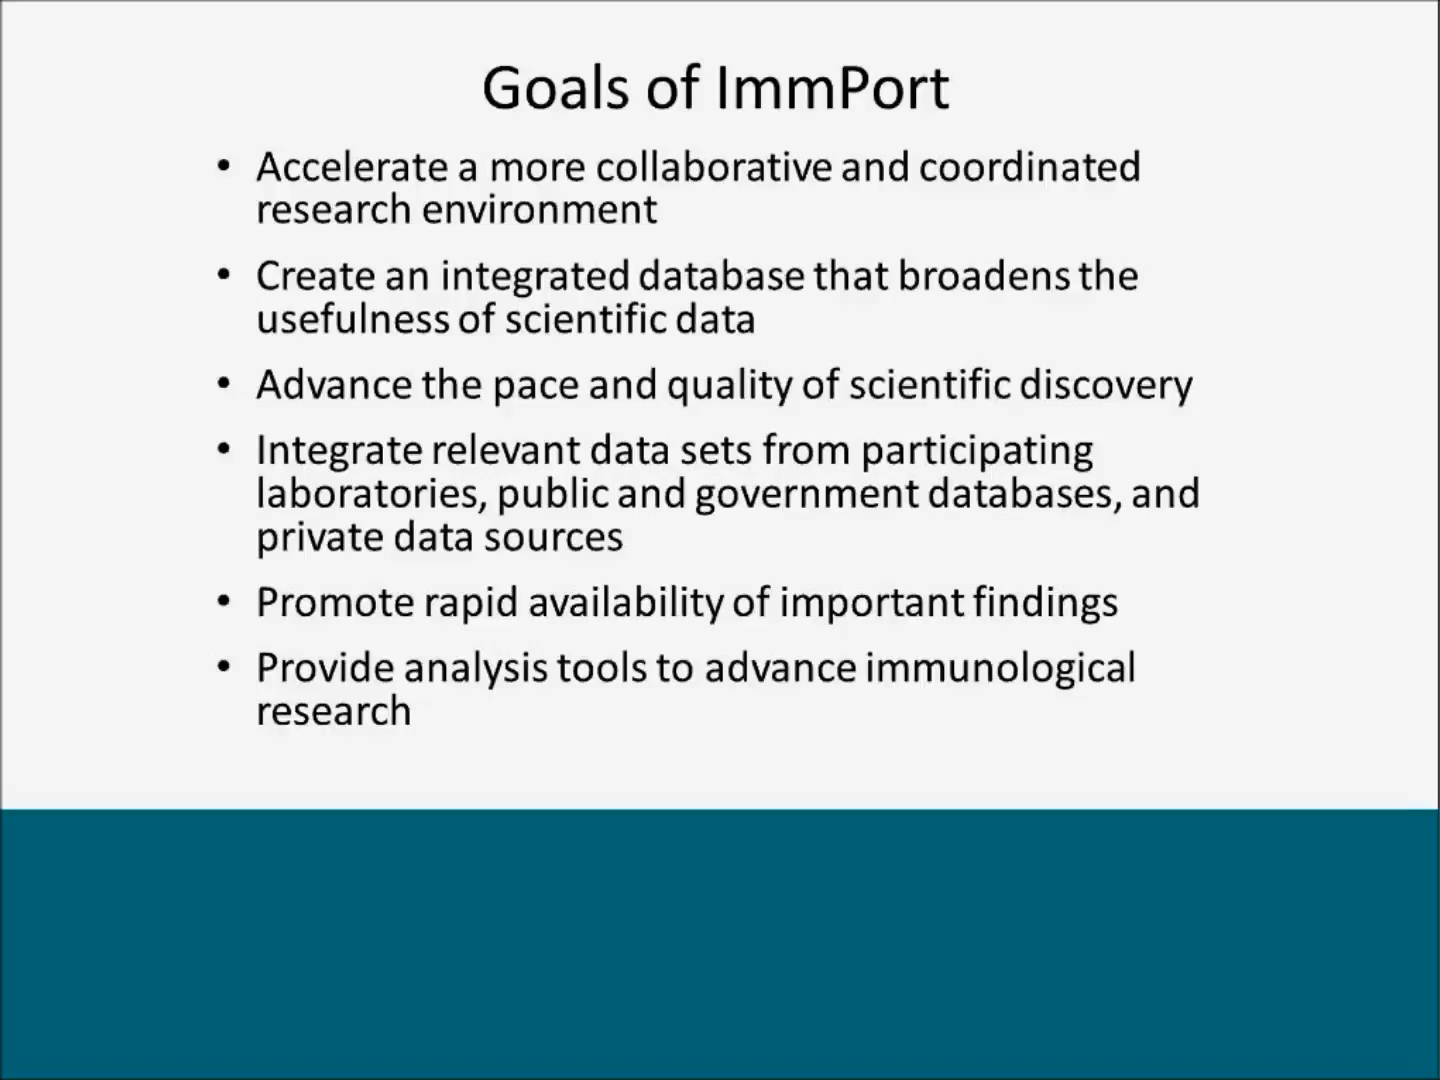 Goals of ImmPort
• Accelerate a more collaborative and coordinated
research environment
• Create an integrated database that broadens the
usefulness of scientific data
• Advance the pace and quality of scientific discovery
• Integrate relevant data sets from participating
laboratories, public and government databases, and
private data sources
• Promote rapid availability of important findings
• Provide analysis tools to advance immunological
research